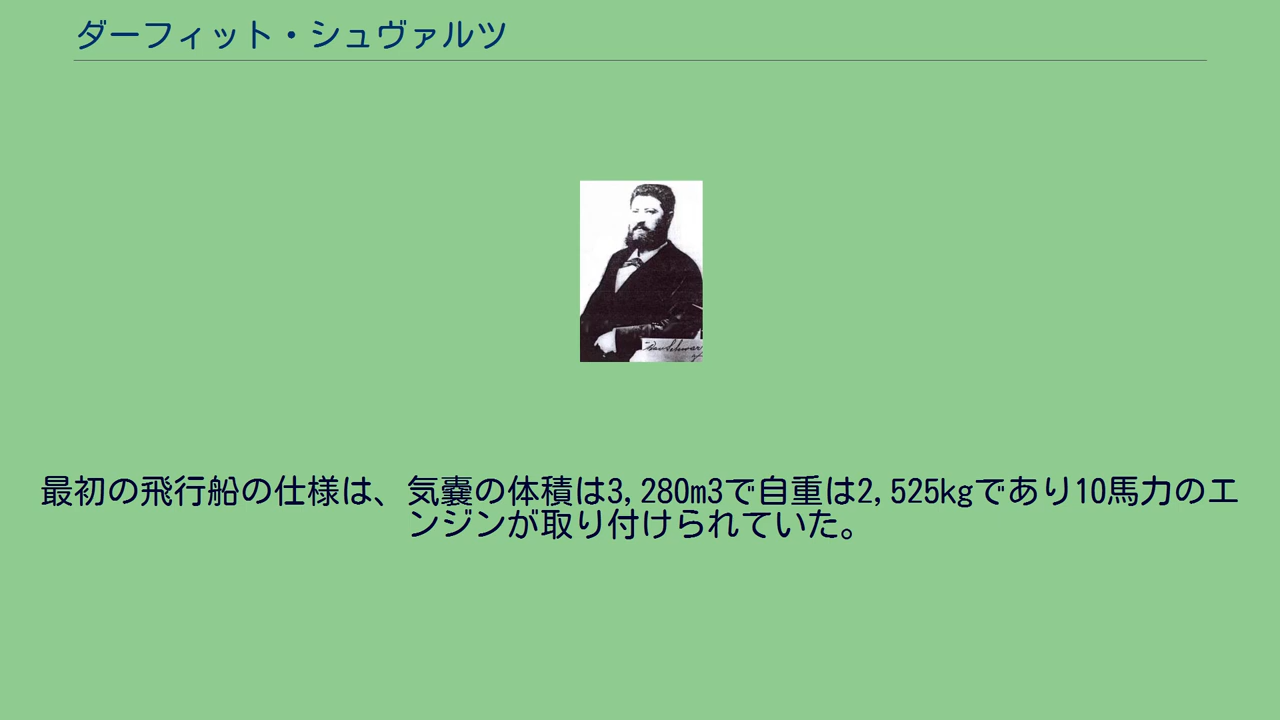 ダーフィット・シュヴァルツ
最初の飛行船の仕様は、気嚢の体積は3,280m3で自重は2,525kgであり10馬力のエ
ンジンが取り付けられていた。